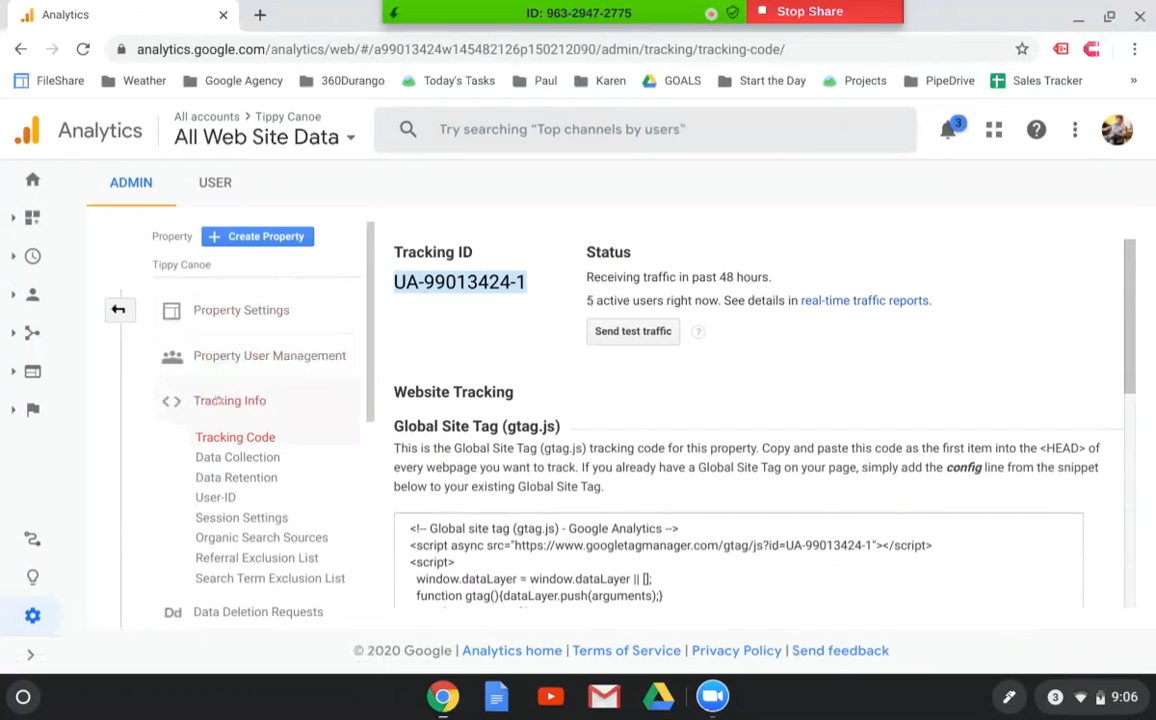 Analytics
ID: 963-2947-2775
Stop Share
analytics.google.com/analytics/web/#/a99013424w145482126p150212090/admin/tracking/tracking-code/
FileShare Weather Google Agency 360Durango Today's Tasks Paul Karen GOALS Start the Day Projects PipeDrive Sales Tracker »
Analytics
All accounts > Tippy Canoe
All Web Site Data
Try searching “Top channels by users”
3
ADMIN USER
Property + Create Property
Tippy Canoe
Property Settings
Property User Management
<> Tracking Info
Tracking Code
Data Collection
Data Retention
User-ID
Session Settings
Organic Search Sources
Referral Exclusion List
Search Term Exclusion List
Dd Data Deletion Requests
Tracking ID
UA-99013424-1
Status
Receiving traffic in past 48 hours.
5 active users right now. See details in real-time traffic reports.
Send test traffic ?
Website Tracking
Global Site Tag (gtag.js)
This is the Global Site Tag (gtag.js) tracking code for this property. Copy and paste this code as the first item into the <HEAD> of
every webpage you want to track. If you already have a Global Site Tag on your page, simply add the config line from the snippet
below to your existing Global Site Tag.
<!-- Global site tag (gtag.js) - Google Analytics -->
<script async src="https://www.googletagmanager.com/gtag/js?id=UA-99013424-1"></script>
<script>
window.dataLayer = window.dataLayer || [];
function gtag(){dataLayer.push(arguments);}
© 2020 Google | Analytics home | Terms of Service | Privacy Policy | Send feedback
3 9:06